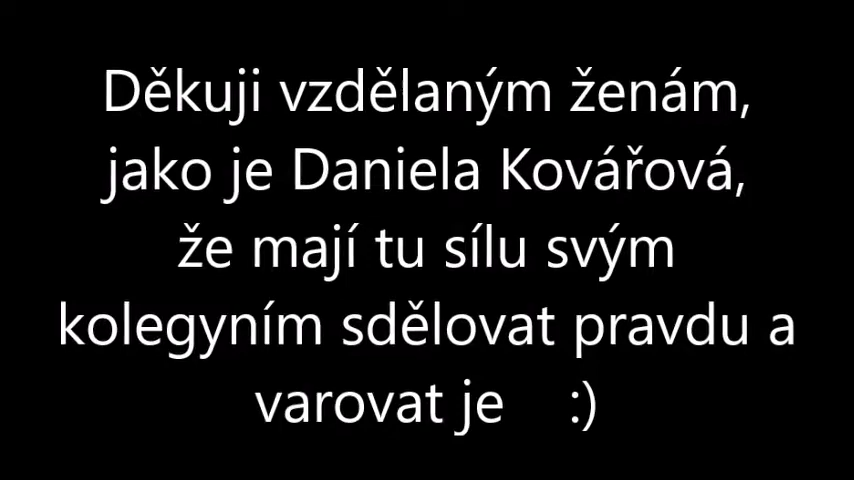 Děkuji vzdělaným ženám,
jako je Daniela Kovářová,
že mají tu sílu svým
kolegyním sdělovat pravdu a
varovat je :)